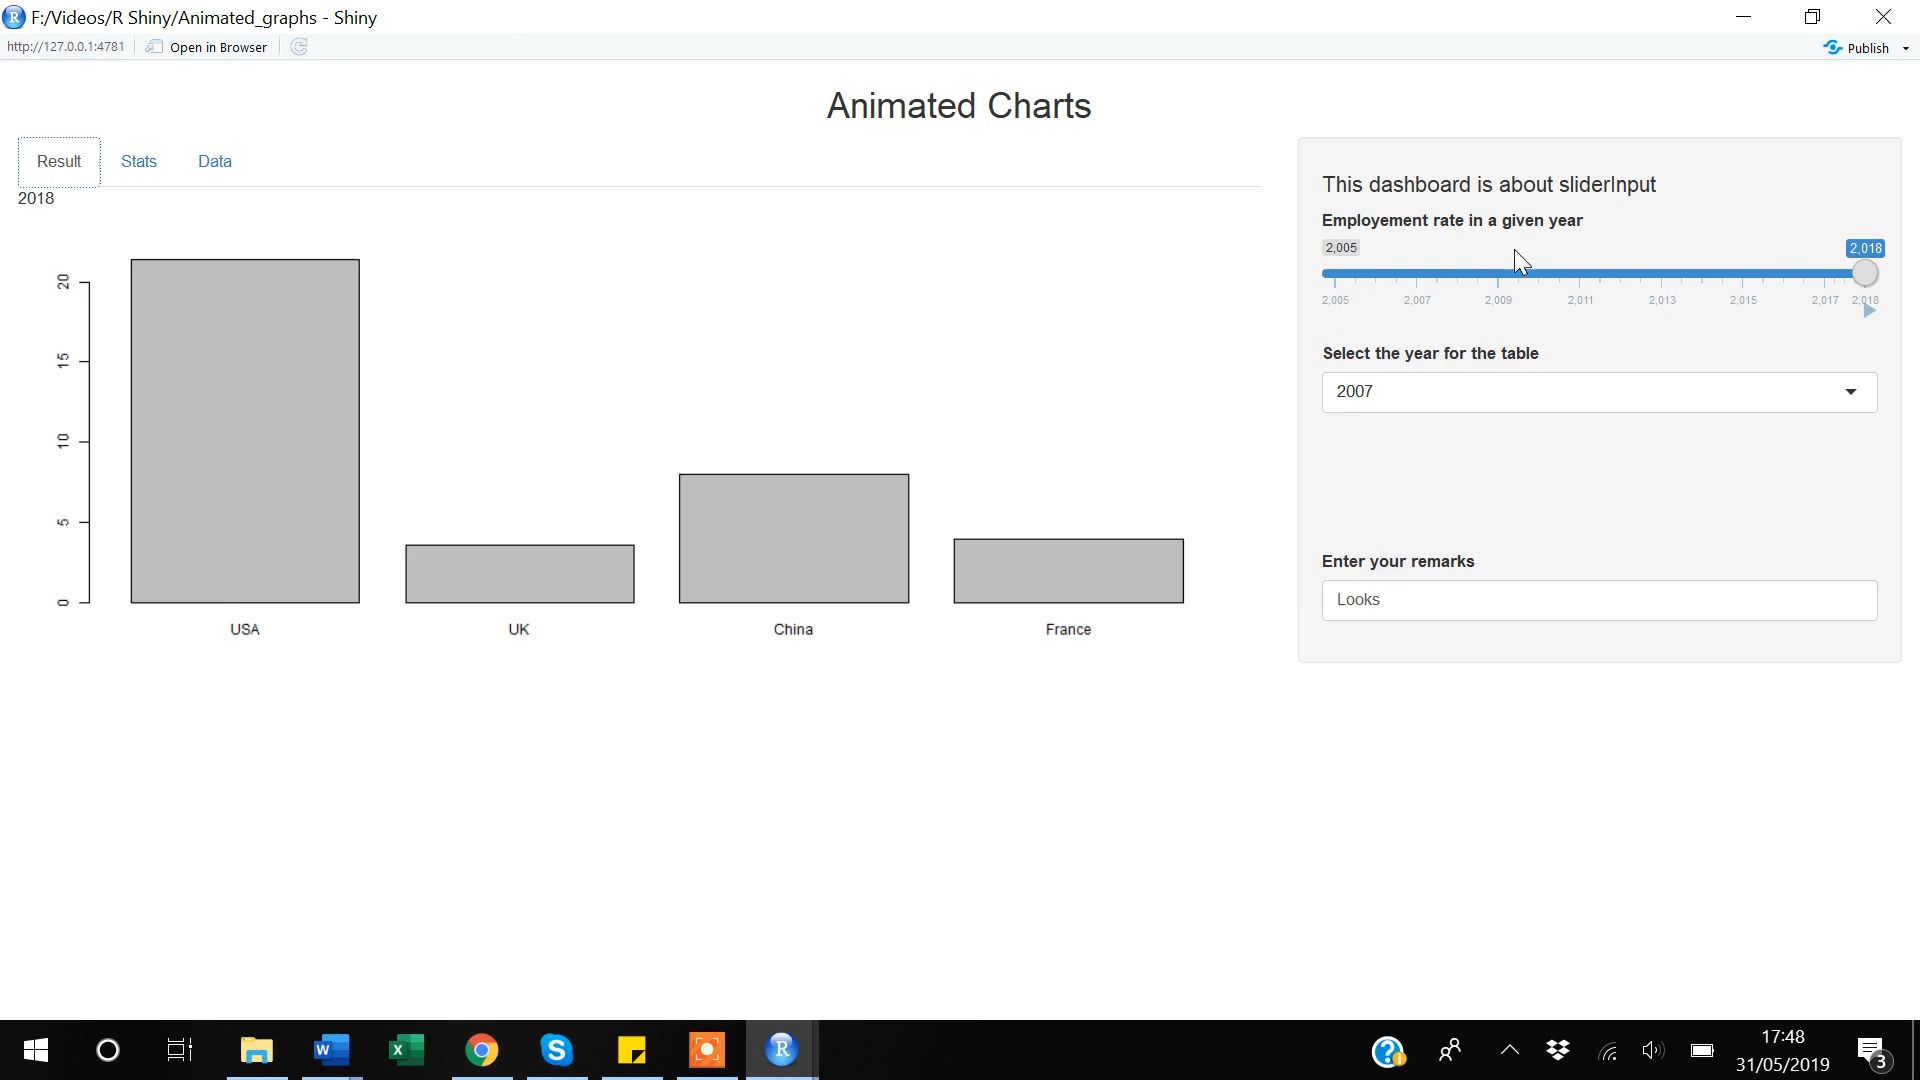 F:/Videos/R Shiny/Animated_graphs - Shiny
http://127.0.0.1:4781
Open in Browser
Publish
Animated Charts
Result
Stats
Data
2018
20
15
10
5
0
USA
UK
China
France
This dashboard is about sliderInput
Employement rate in a given year
2,005
2,018
2,005
2,007
2,009
2,011
2,013
2,015
2,017
2,018
Select the year for the table
2007
Enter your remarks
Looks
17:48
31/05/2019
3